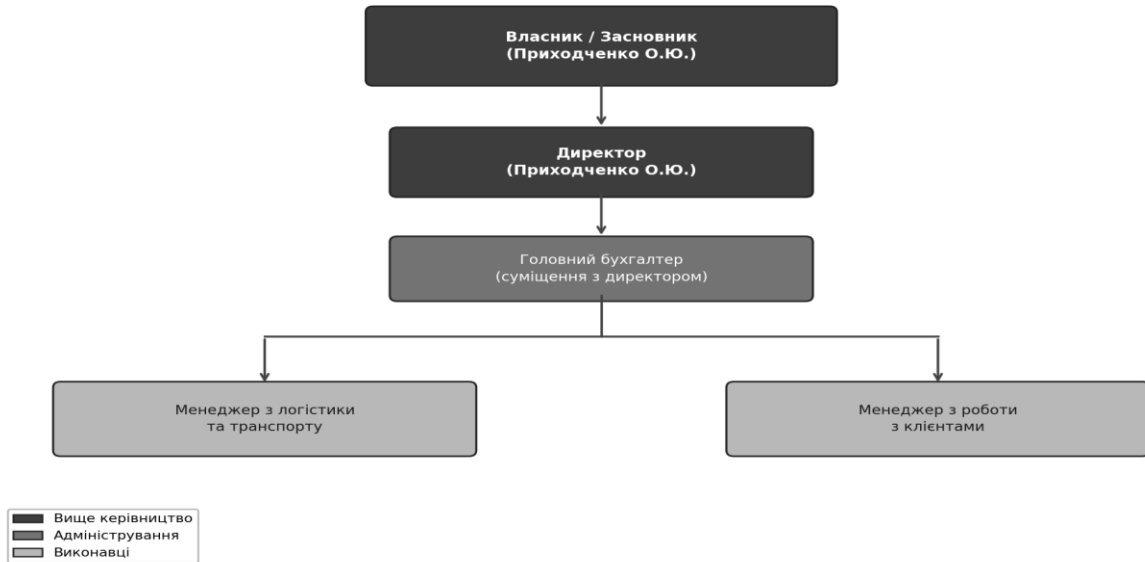 Власник / Засновник
(Приходченко О.Ю.)
Директор
(Приходченко О.Ю.)
Головний бухгалтер
(суміщення з директором)
Менеджер з логістики
та транспорту
Менеджер з роботи
з клієнтами
Вище керівництво
Адміністрування
Виконавці